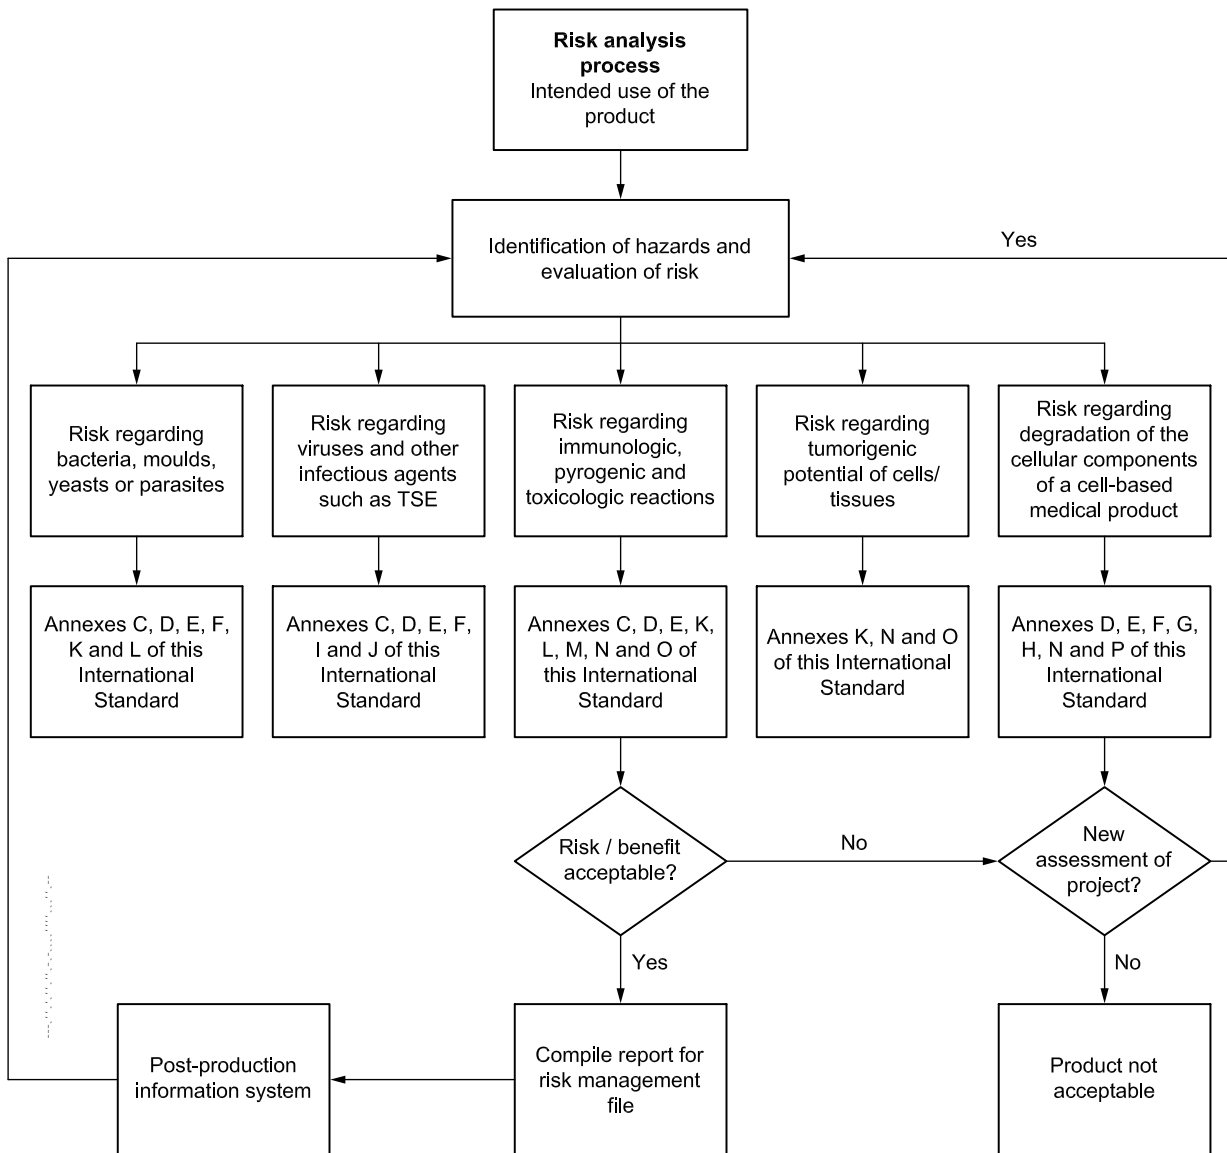 Risk analysis
process
Intended use of the
product
Identification of hazards and
evaluation of risk
Yes
Risk regarding
bacteria, moulds,
yeasts or parasites
Risk regarding
viruses and other
infectious agents
such as TSE
Risk regarding
immunologic,
pyrogenic and
toxicologic reactions
Risk regarding
tumorigenic
potential of cells/
tissues
Risk regarding
degradation of the
cellular components
of a cell-based
medical product
Annexes C, D, E, F,
K and L of this
International
Standard
Annexes C, D, E, F,
I and J of this
International
Standard
Annexes C, D, E, K,
L, M, N and O of
this International
Standard
Annexes K, N and O
of this International
Standard
Annexes D, E, F, G,
H, N and P of this
International
Standard
Risk / benefit
acceptable?
No
New
assessment of
project?
Yes
No
Post-production
information system
Compile report for
risk management
file
Product not
acceptable